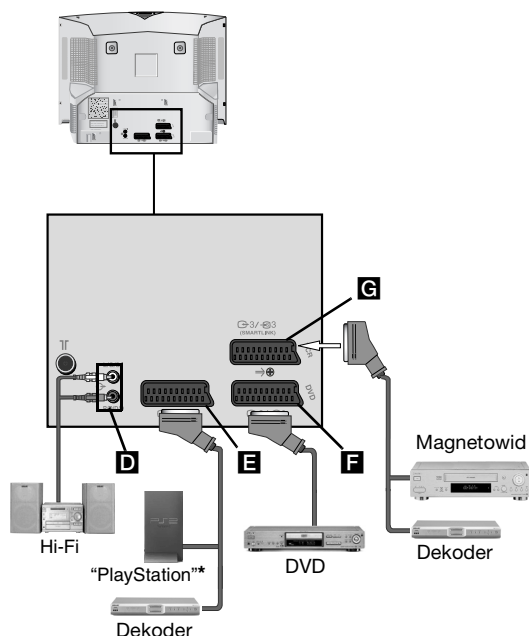 G
3/ 3
(SMARTLINK)
DVD
D
E
F
Magnetowid
Hi-Fi
"PlayStation"*
DVD
Dekoder
Dekoder